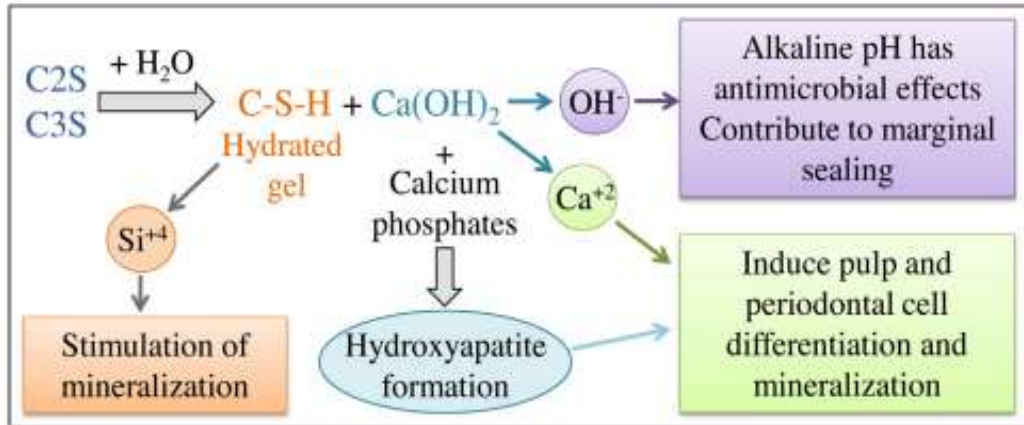 C2S
C3S
+ H₂O
C-S-H + Ca(OH)₂
Hydrated
gel
OH⁻
Alkaline pH has
antimicrobial effects
Contribute to marginal
sealing
+
Calcium
phosphates
Ca⁺²
Si⁺⁴
Stimulation of
mineralization
Hydroxyapatite
formation
Induce pulp and
periodontal cell
differentiation and
mineralization